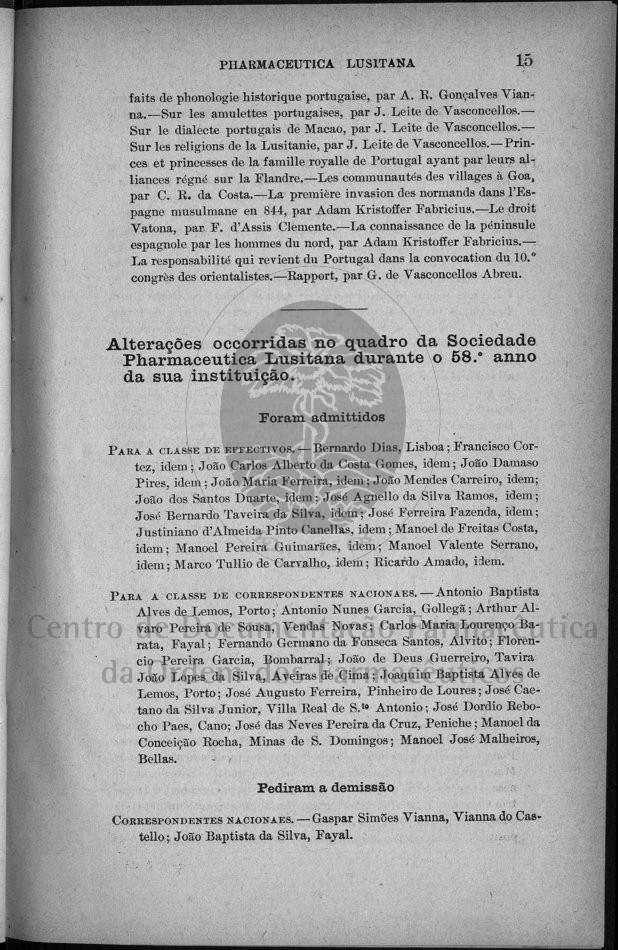 PHARMACEUTICA LUSITANA 15
faits de phonologie historique portugaise, par A. R. Gonçalves Vian-
na.—Sur les amulettes portugaises, par J. Leite de Vasconcellos.—
Sur le dialecte portugais de Macao, par J. Leite de Vasconcellos.—
Sur les religions de la Lusitanie, par J. Leite de Vasconcellos.—Prin-
ces et princesses de la famille royalle de Portugal ayant par leurs al-
liances régné sur la Flandre.—Les communautés des villages à Goa,
par C. R. da Costa.—La première invasion des normands dans l'Es-
pagne musulmane en 844, par Adam Kristoffer Fabricius.—Le droit
Vatona, par F. d'Assis Clemente.—La connaissance de la péninsule
espagnole par les hommes du nord, par Adam Kristoffer Fabricius.—
La responsabilité qui revient du Portugal dans la convocation du 10.º
congrès des orientalistes.—Rapport, par G. de Vasconcellos Abreu.
Alterações occorridas no quadro da Sociedade
Pharmaceutica Lusitana durante o 58.º anno
da sua instituição.
Foram admittidos
PARA A CLASSE DE EFFECTIVOS.—Bernardo Dias, Lisboa; Francisco Cor-
tez, idem; João Carlos Alberto da Costa Gomes, idem; João Damaso
Pires, idem; João Maria Ferreira, idem; João Mendes Carreiro, idem;
João dos Santos Duarte, idem; José Agnello da Silva Ramos, idem;
José Bernardo Taveira da Silva, idem; José Ferreira Fazenda, idem;
Justiniano d'Almeida Pinto Canellas, idem; Manoel de Freitas Costa,
idem; Manoel Pereira Guimarães, idem; Manoel Valente Serrano,
idem; Marco Tullio de Carvalho, idem; Ricardo Amado, idem.
PARA A CLASSE DE CORRESPONDENTES NACIONAES.—Antonio Baptista
Alves de Lemos, Porto; Antonio Nunes Garcia, Gollegã; Arthur Al-
varo Pereira de Sousa, Vendas Novas; Carlos Maria Lourenço Ba-
rata, Fayal; Fernando Germano da Fonseca Santos, Alvito; Floren-
cio Pereira Garcia, Bombarral; João de Deus Guerreiro, Tavira
João Lopes da Silva, Aveiras de Cima; Joaquim Baptista Alves de
Lemos, Porto; José Augusto Ferreira, Pinheiro de Loures; José Cae-
tano da Silva Junior, Villa Real de S.to Antonio; José Dordio Rebo-
cho Paes, Cano; José das Neves Pereira da Cruz, Peniche; Manoel da
Conceição Rocha, Minas de S. Domingos; Manoel José Malheiros,
Bellas.
Pediram a demissão
CORRESPONDENTES NACIONAES.—Gaspar Simões Vianna, Vianna do Cas-
tello; João Baptista da Silva, Fayal.
Centro de Documentação Farmacêutica
da Ordem dos Farmacêuticos